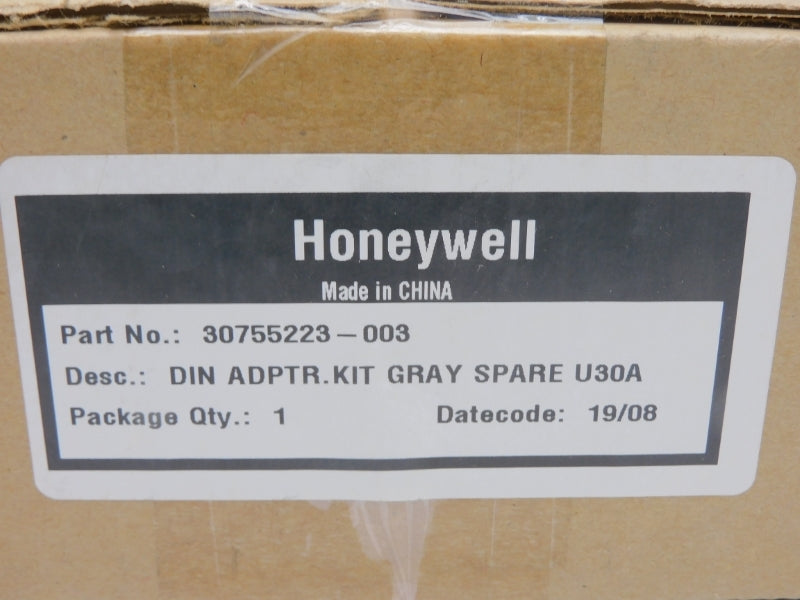 Honeywell
Made in CHINA
Part No.: 30755223-003
Desc.: DIN ADPTR.KIT GRAY SPARE U30A
Package Qty.: 1 Datecode: 19/08